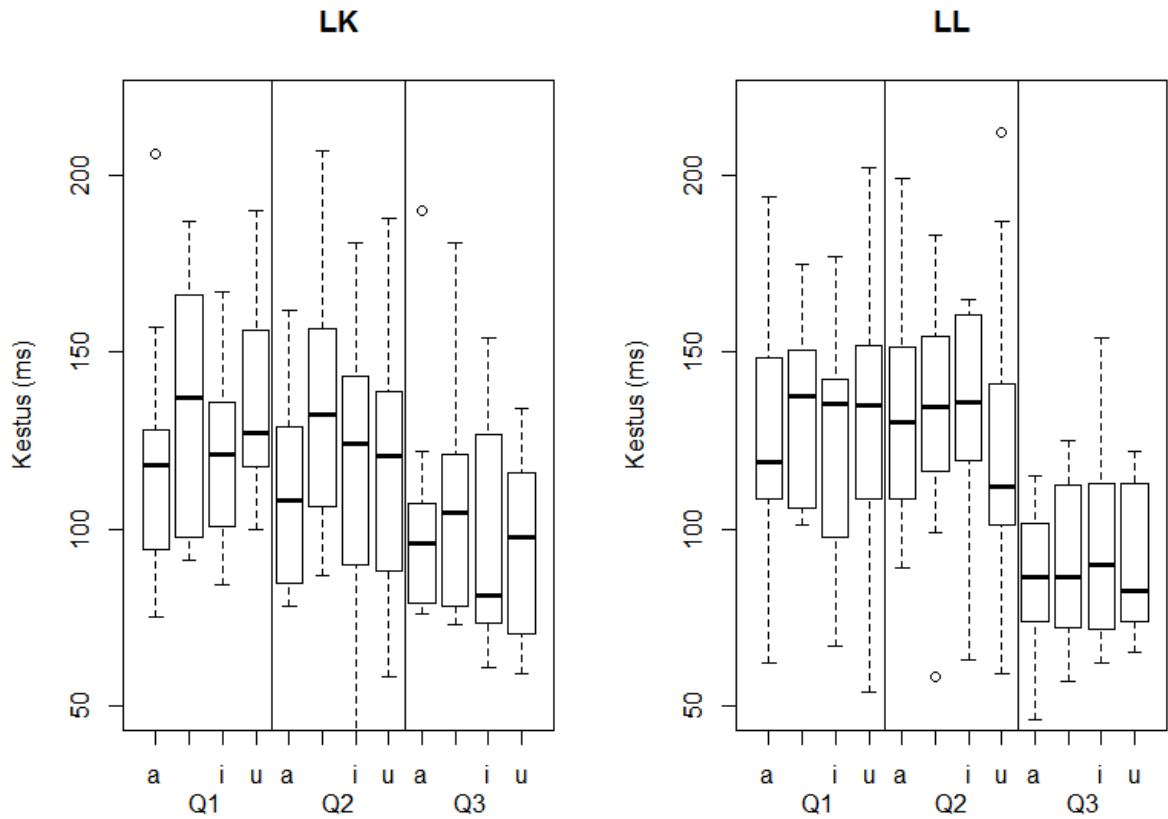 LK
Kestus (ms)
200
150
100
50
a i u a i u a i u
Q1 Q2 Q3
LL
Kestus (ms)
200
150
100
50
a i u a i u a i u
Q1 Q2 Q3